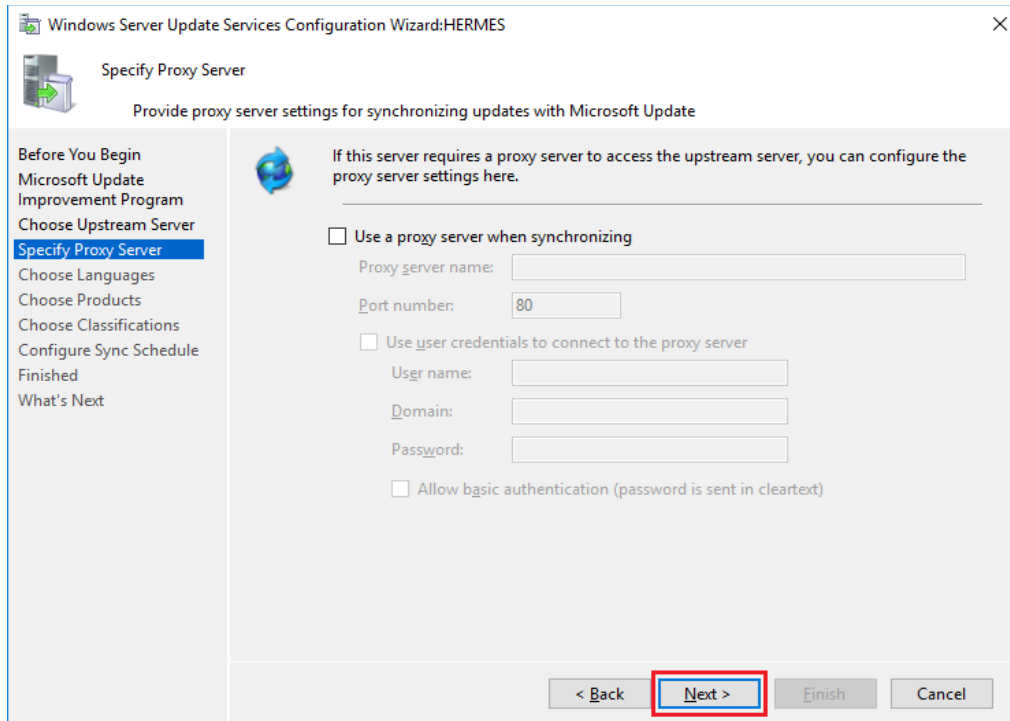 Windows Server Update Services Configuration Wizard:HERMES
Specify Proxy Server
Provide proxy server settings for synchronizing updates with Microsoft Update
Before You Begin
Microsoft Update
Improvement Program
Choose Upstream Server
Specify Proxy Server
Choose Languages
Choose Products
Choose Classifications
Configure Sync Schedule
Finished
What's Next
If this server requires a proxy server to access the upstream server, you can configure the
proxy server settings here.
Use a proxy server when synchronizing
Proxy server name:
Port number: 80
Use user credentials to connect to the proxy server
User name:
Domain:
Password:
Allow basic authentication (password is sent in cleartext)
< Back Next > Finish Cancel